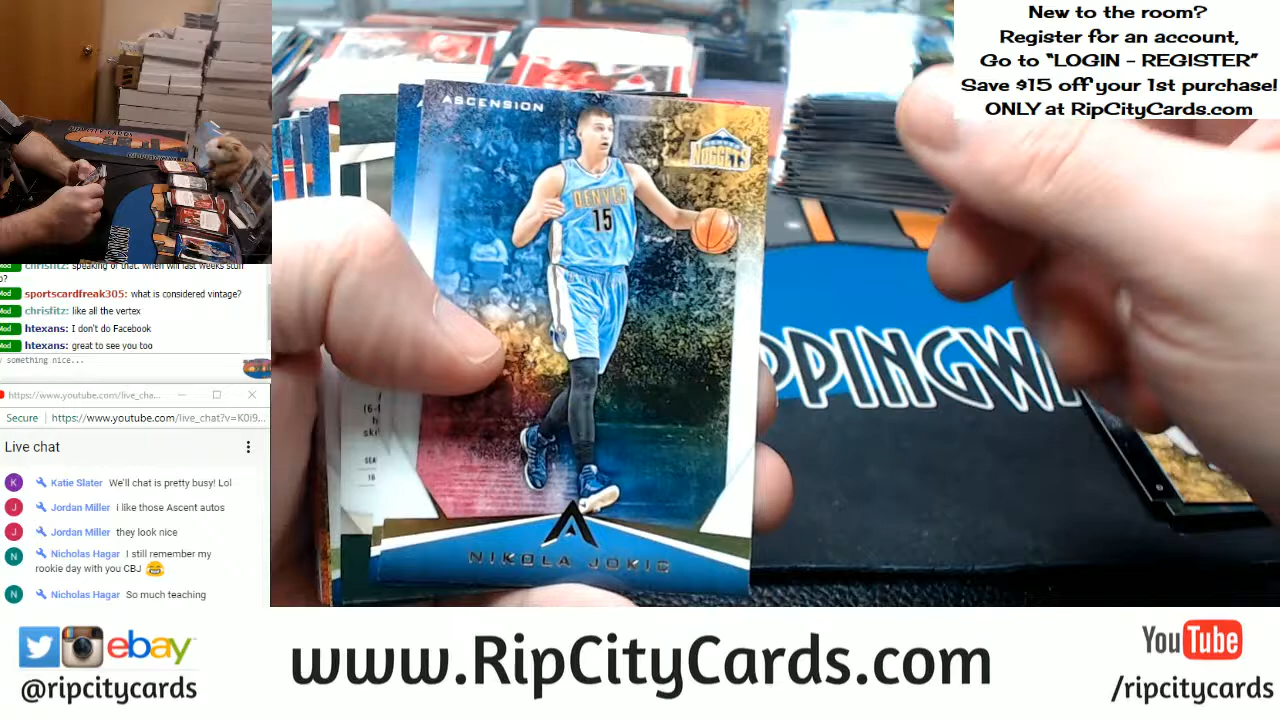 New to the room?
Register for an account,
Go to “LOGIN - REGISTER”
Save $15 off your 1st purchase!
ONLY at RipCityCards.com
ASCENSION
DENVER
NUGGETS
DENVER
15
NIKOLA JOKIC
PPINGW
chrisfitz: speaking of that. when will last weeks stuff
p?
Mod sportscardfreak305: what is considered vintage?
Mod chrisfitz: like all the vertex
Mod htexans: I don't do Facebook
Mod htexans: great to see you too
something nice...
https://www.youtube.com/live_cha...
Secure https://www.youtube.com/live_chat?v=K0i9...
Live chat
K Katie Slater We'll chat is pretty busy! Lol
J Jordan Miller i like those Ascent autos
J Jordan Miller they look nice
N Nicholas Hagar I still remember my
rookie day with you CBJ 😂
N Nicholas Hagar So much teaching
ebay
@ripcitycards
www.RipCityCards.com
YouTube
/ripcitycards